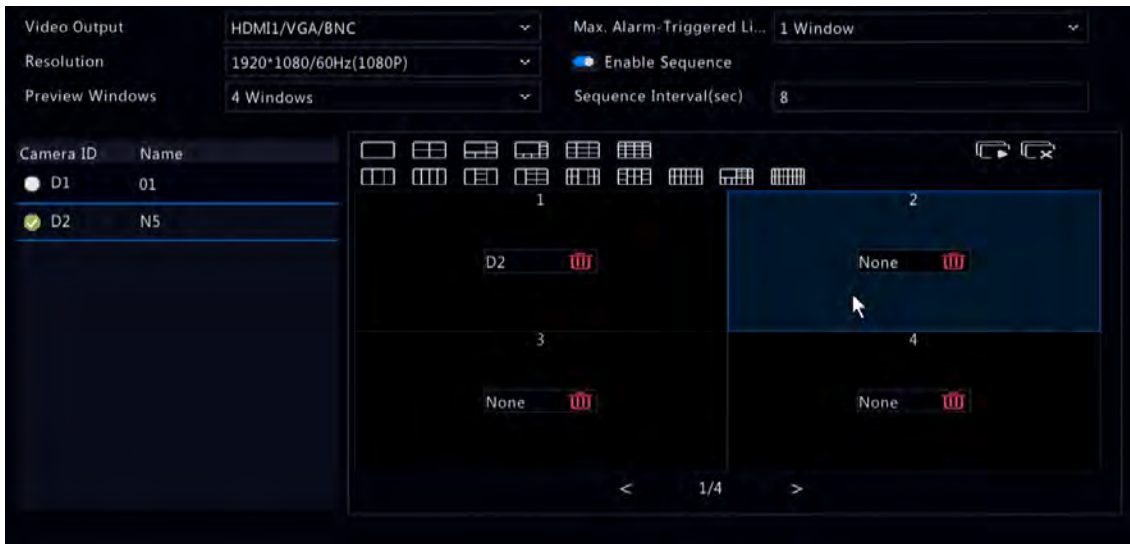 Video Output HDMI1/VGA/BNC Max. Alarm-Triggered Li... 1 Window
Resolution 1920*1080/60Hz(1080P) Enable Sequence
Preview Windows 4 Windows Sequence Interval(sec) 8
Camera ID Name
D1 01
D2 N5
1 2
D2 None
3 4
None None
< 1/4 >